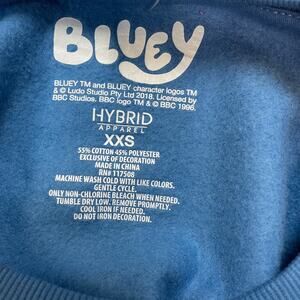 BLUEY
BLUEY TM and BLUEY character logos TM
& © Ludo Studio Pty Ltd 2018. Licensed by
BBC Studios. BBC logo TM & © BBC 1996.
HYBRID
APPAREL
XXS
55% COTTON 45% POLYESTER
EXCLUSIVE OF DECORATION
MADE IN CHINA
RN# 117508
MACHINE WASH COLD WITH LIKE COLORS.
GENTLE CYCLE.
ONLY NON-CHLORINE BLEACH WHEN NEEDED.
TUMBLE DRY LOW. REMOVE PROMPTLY.
COOL IRON IF NEEDED.
DO NOT IRON DECORATION.